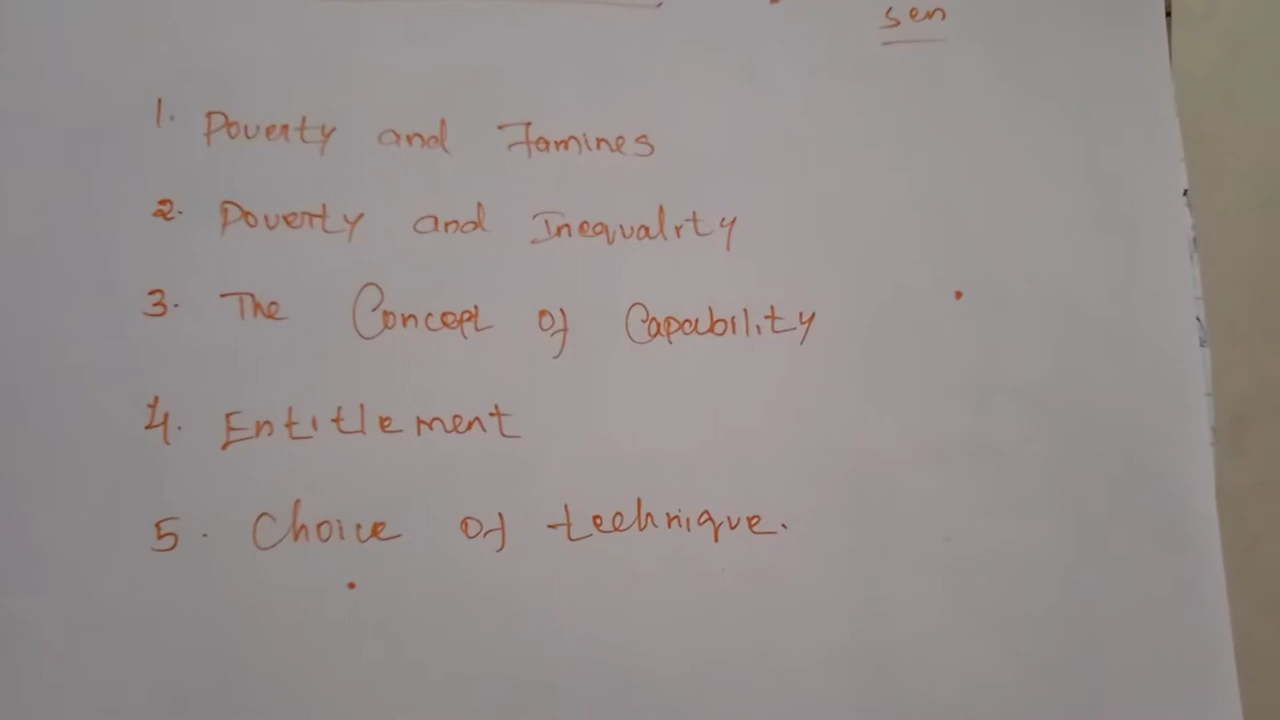 sen
1. Poverty and Famines
2. Poverty and Inequality
3. The Concept of Capability
4. Entitlement
5. Choice of technique.